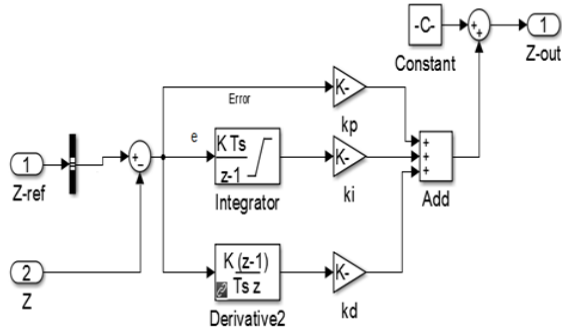 -C-
1
Constant
Z-out
K-
Error
kp
+
e
K Ts
z-1
K-
+
+
+
1
Z-ref
Integrator
ki
Add
2
Z
K (z-1)
Ts z
K-
Derivative2
kd
+
+
+
−